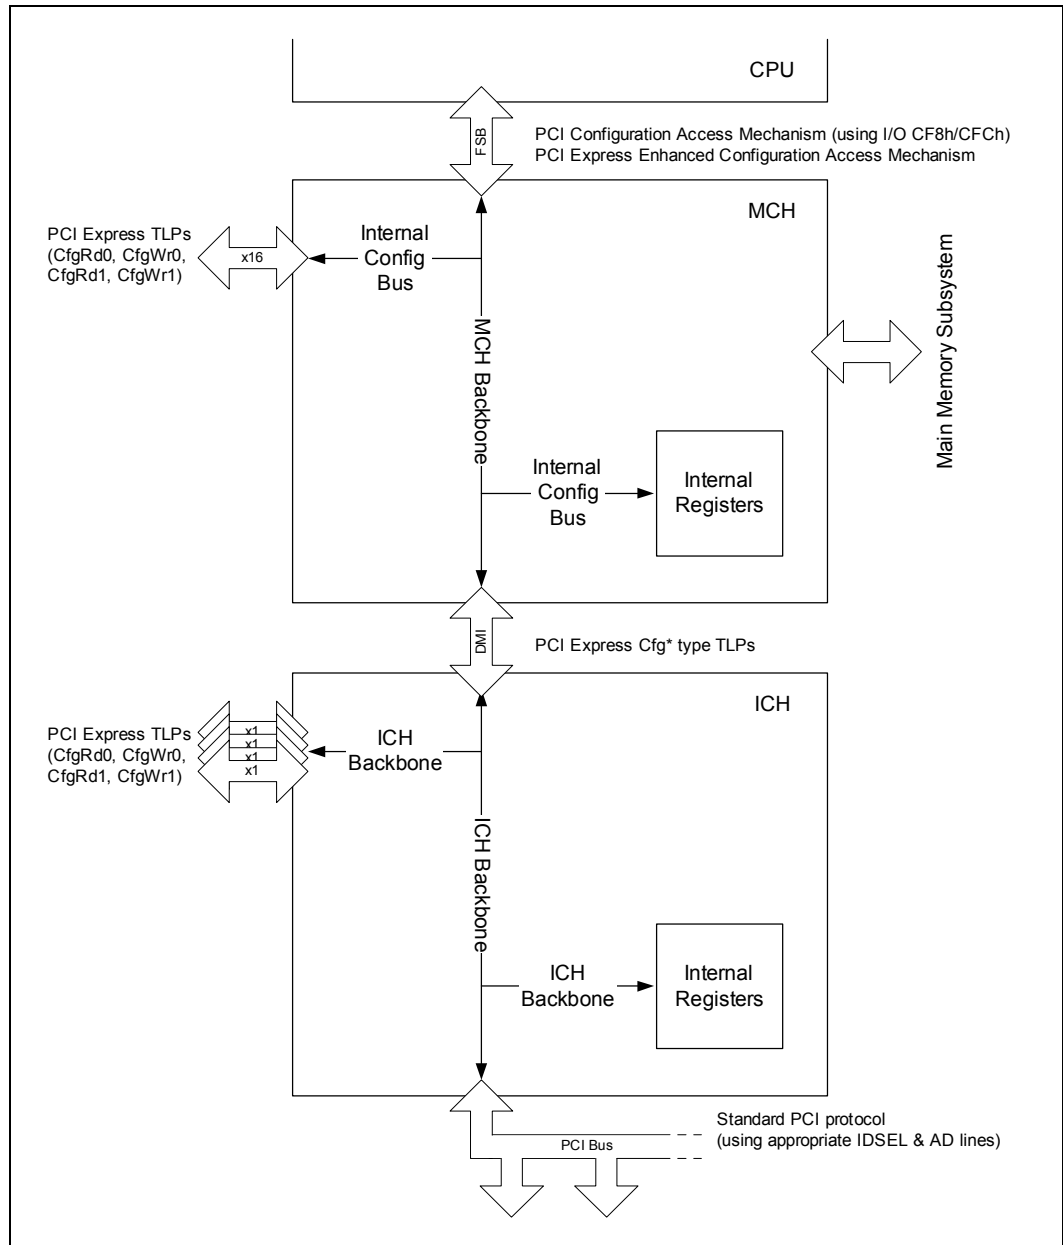 CPU
FSB
PCI Configuration Access Mechanism (using I/O CF8h/CFCh)
PCI Express Enhanced Configuration Access Mechanism
MCH
PCI Express TLPs
(CfgRd0, CfgWr0,
CfgRd1, CfgWr1)
x16
Internal
Config
Bus
MCH Backbone
Main Memory Subsystem
Internal
Config
Bus
Internal
Registers
DMI
PCI Express Cfg* type TLPs
ICH
PCI Express TLPs
(CfgRd0, CfgWr0,
CfgRd1, CfgWr1)
x1
x1
x1
x1
ICH
Backbone
ICH Backbone
ICH
Backbone
Internal
Registers
Standard PCI protocol
(using appropriate IDSEL & AD lines)
PCI Bus